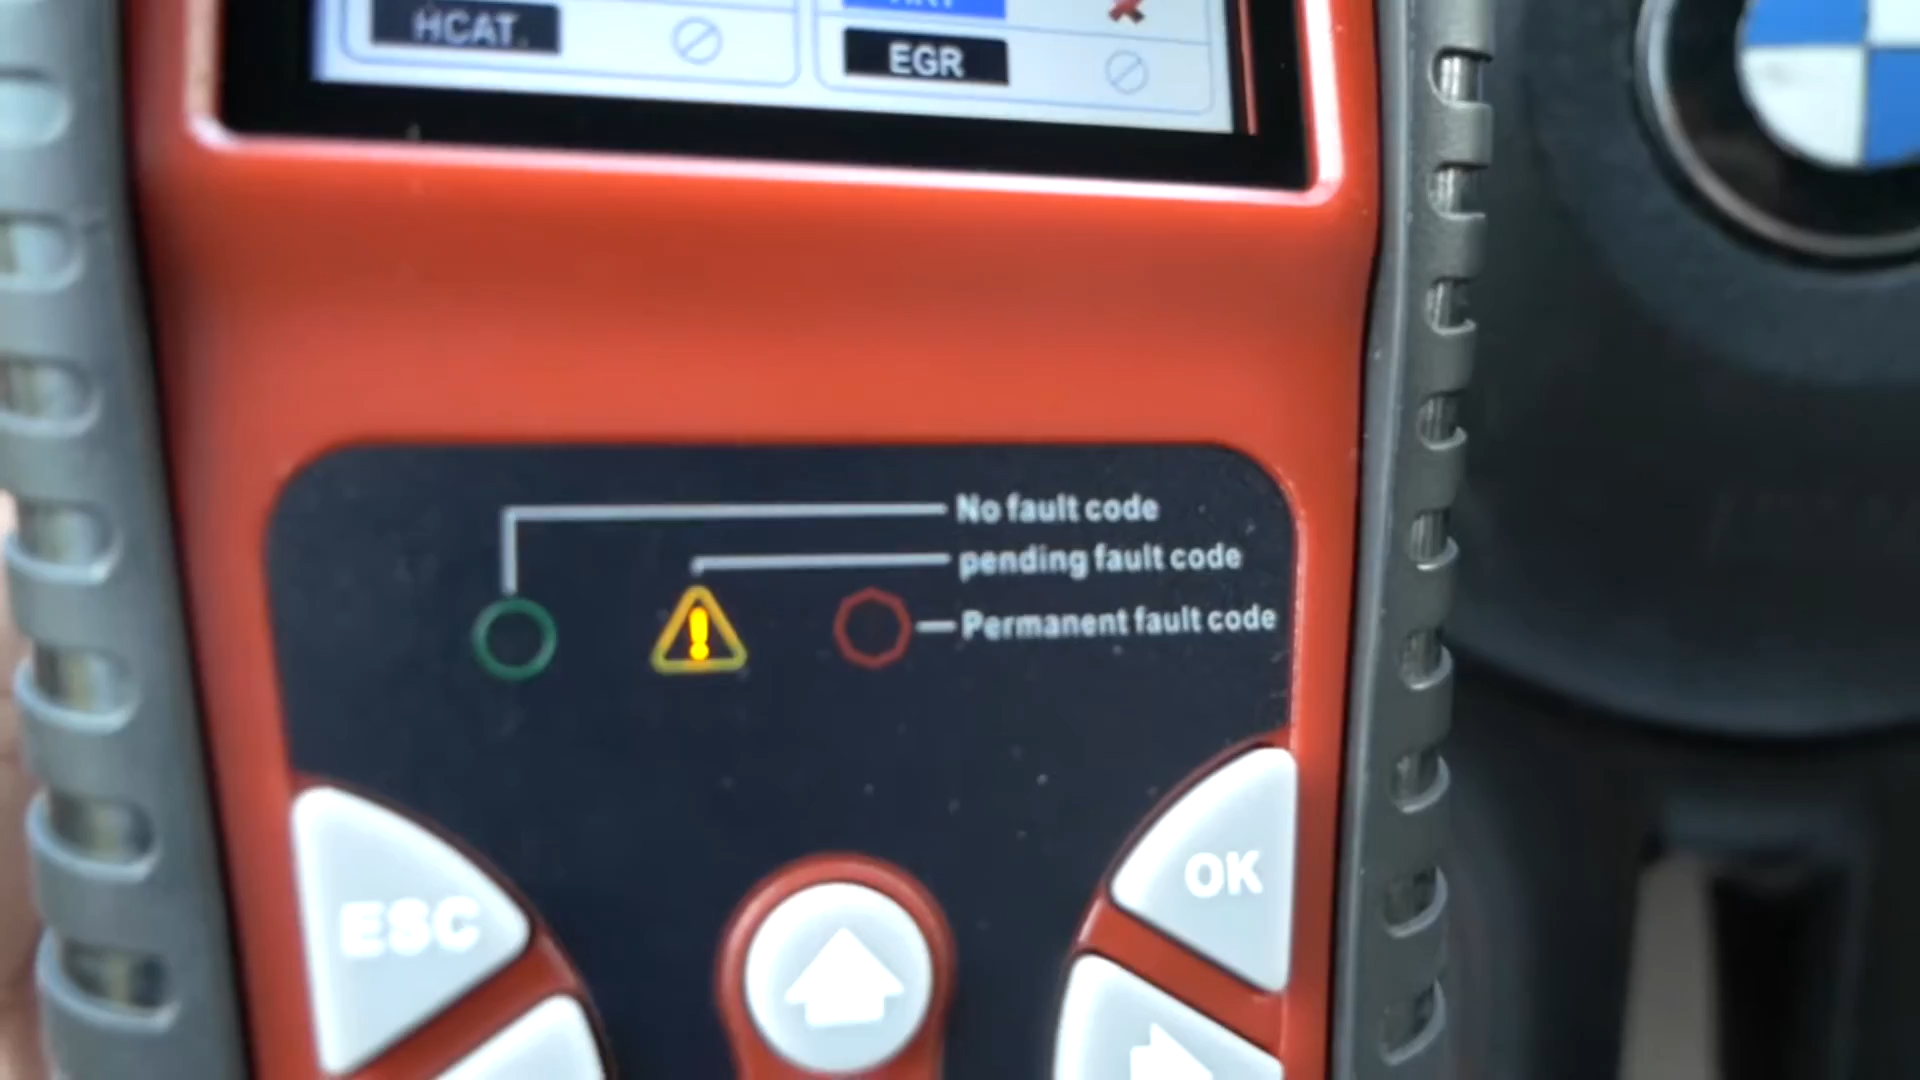 HCAT
EGR
No fault code
pending fault code
Permanent fault code
ESC
OK